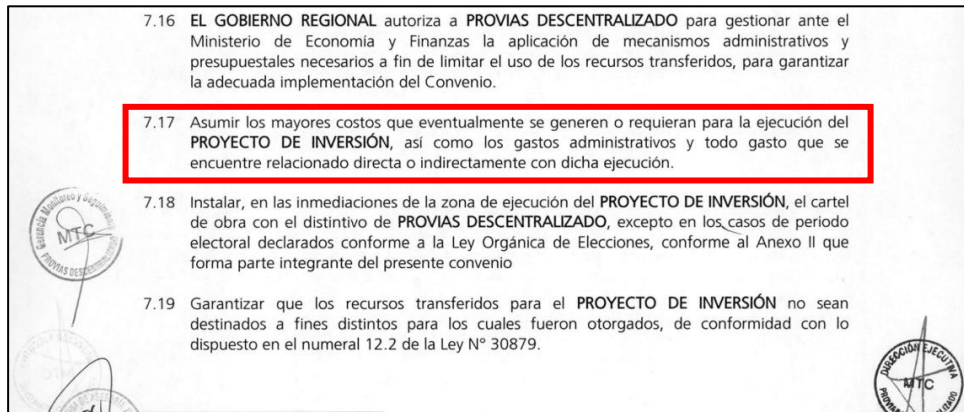 7.16 EL GOBIERNO REGIONAL autoriza a PROVIAS DESCENTRALIZADO para gestionar ante el
Ministerio de Economía y Finanzas la aplicación de mecanismos administrativos y
presupuestales necesarios a fin de limitar el uso de los recursos transferidos, para garantizar
la adecuada implementación del Convenio.
7.17 Asumir los mayores costos que eventualmente se generen o requieran para la ejecución del
PROYECTO DE INVERSIÓN, así como los gastos administrativos y todo gasto que se
encuentre relacionado directa o indirectamente con dicha ejecución.
7.18 Instalar, en las inmediaciones de la zona de ejecución del PROYECTO DE INVERSIÓN, el cartel
de obra con el distintivo de PROVIAS DESCENTRALIZADO, excepto en los casos de periodo
electoral declarados conforme a la Ley Orgánica de Elecciones, conforme al Anexo II que
forma parte integrante del presente convenio
7.19 Garantizar que los recursos transferidos para el PROYECTO DE INVERSIÓN no sean
destinados a fines distintos para los cuales fueron otorgados, de conformidad con lo
dispuesto en el numeral 12.2 de la Ley N° 30879.
Monitoreo y Seguimiento
MTC
PROVIAS
DIRECCIÓN EJECUTIVA
MTC